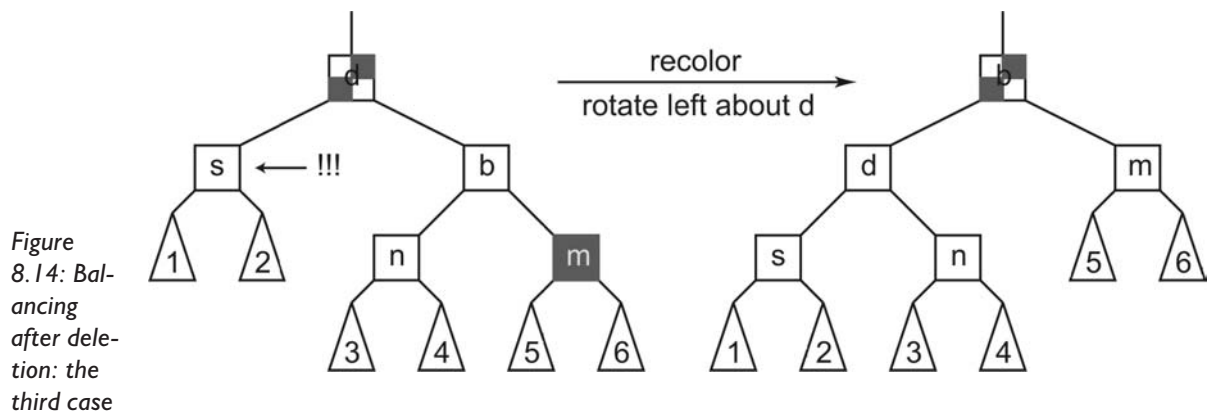 d
recolor
rotate left about d
b
s
!!!
b
d
m
1
2
n
m
s
n
5
6
3
4
5
6
1
2
3
4
Figure
8.14: Bal-
ancing
after dele-
tion: the
third case